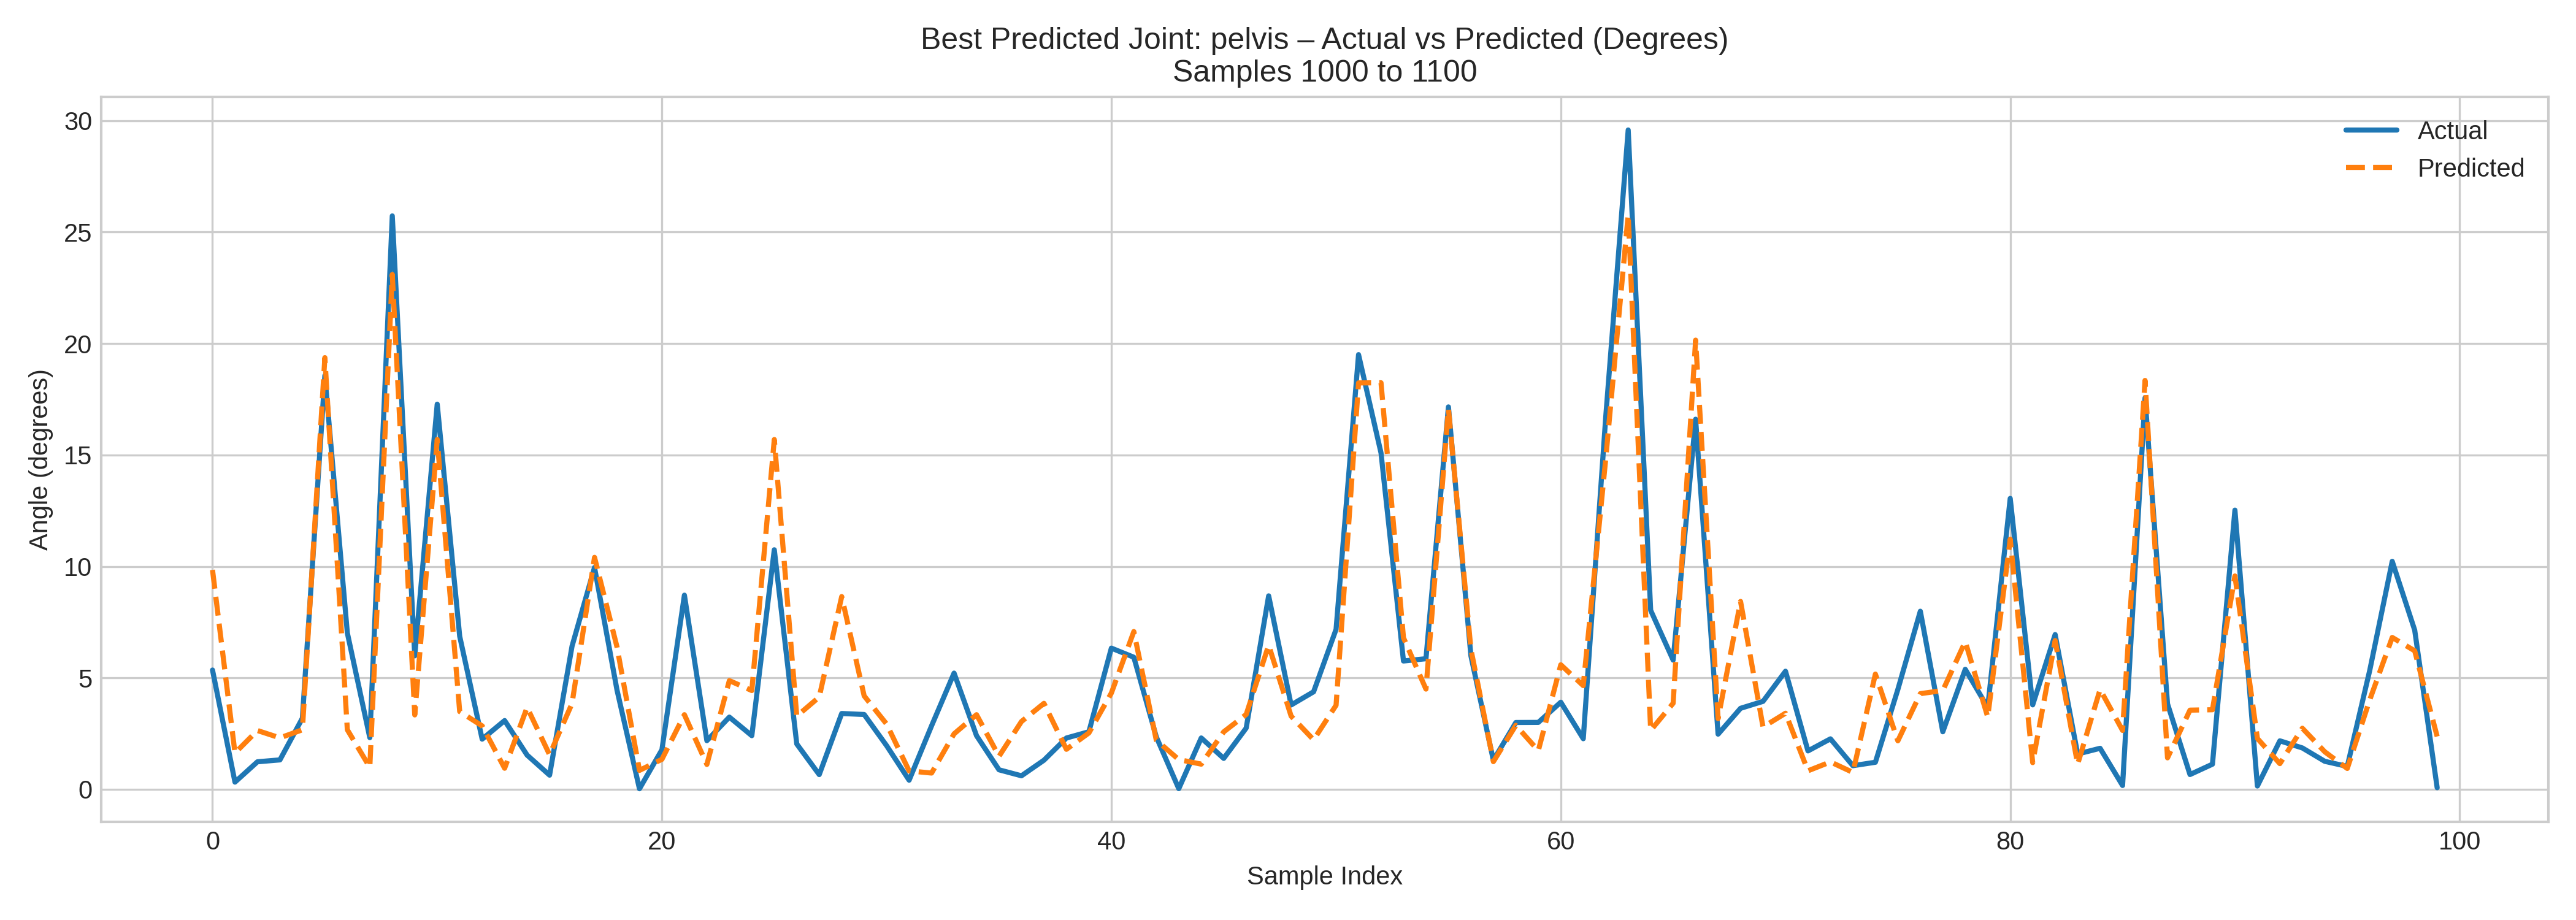 Best Predicted Joint: pelvis – Actual vs Predicted (Degrees)
Samples 1000 to 1100
30
25
20
15
10
5
0
Angle (degrees)
Actual
Predicted
0
20
40
60
80
100
Sample Index